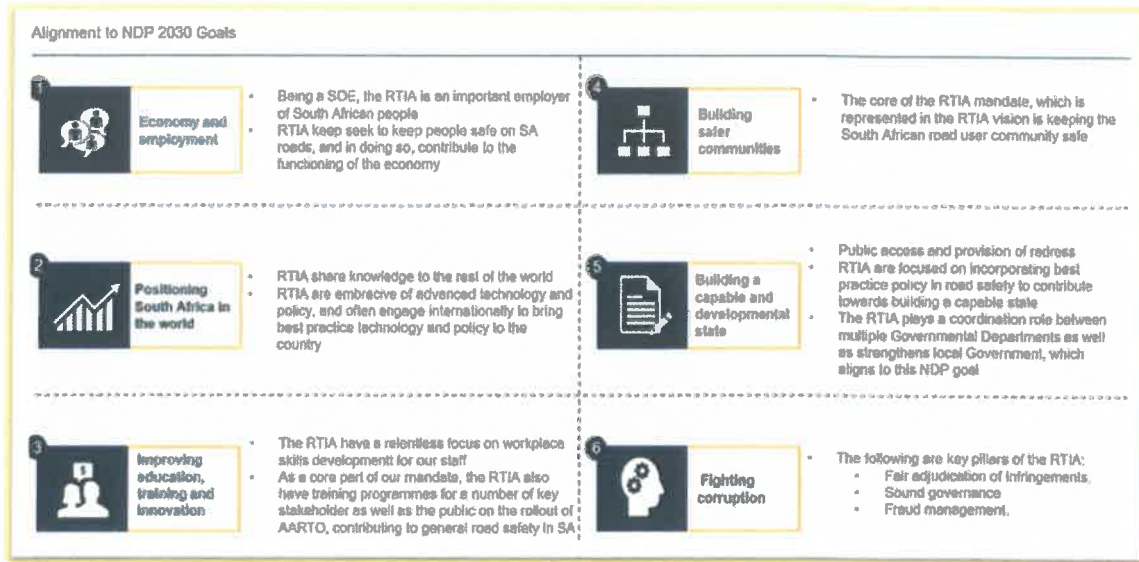 Alignment to NDP 2030 Goals
1
Economy and
employment
• Being a SOE, the RTIA is an important employer
of South African people
• RTIA keep seek to keep people safe on SA
roads, and in doing so, contribute to the
functioning of the economy
2
Positioning
South Africa in
the world
• RTIA share knowledge to the rest of the world
• RTIA are embracive of advanced technology and
policy, and often engage internationally to bring
best practice technology and policy to the
country
3
$
Improving
education,
training and
innovation
• The RTIA have a relentless focus on workplace
skills development for our staff
• As a core part of our mandate, the RTIA also
have training programmes for a number of key
stakeholder as well as the public on the rollout of
AARTO, contributing to general road safety in SA
4
Building
safer
communities
• The core of the RTIA mandate, which is
represented in the RTIA vision is keeping the
South African road user community safe
5
Building a
capable and
developmental
state
• Public access and provision of redress
• RTIA are focused on incorporating best
practice policy in road safety to contribute
towards building a capable state
• The RTIA plays a coordination role between
multiple Governmental Departments as well
as strengthens local Government, which
aligns to this NDP goal
6
Fighting
corruption
• The following are key pillars of the RTIA:
• Fair adjudication of infringements,
• Sound governance
• Fraud management.